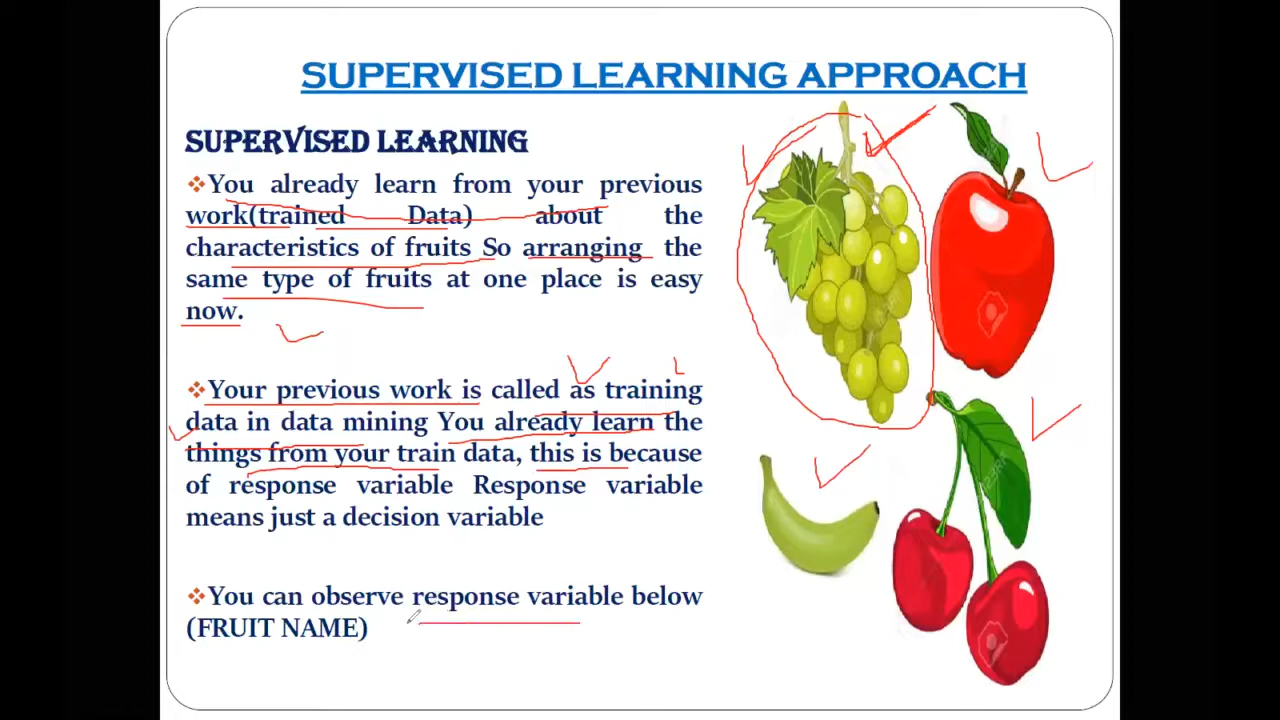 SUPERVISED LEARNING APPROACH
SUPERVISED LEARNING
❖You already learn from your previous
work(trained Data) about the
characteristics of fruits So arranging the
same type of fruits at one place is easy
now.
❖Your previous work is called as training
data in data mining You already learn the
things from your train data, this is because
of response variable Response variable
means just a decision variable
❖You can observe response variable below
(FRUIT NAME)